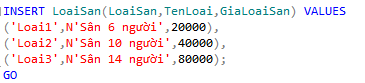 INSERT LoaiSan(LoaiSan,TenLoai,GiaLoaiSan) VALUES
('Loai1',N'Sân 6 người',20000),
('Loai2',N'Sân 10 người',40000),
('Loai3',N'Sân 14 người',80000);
GO